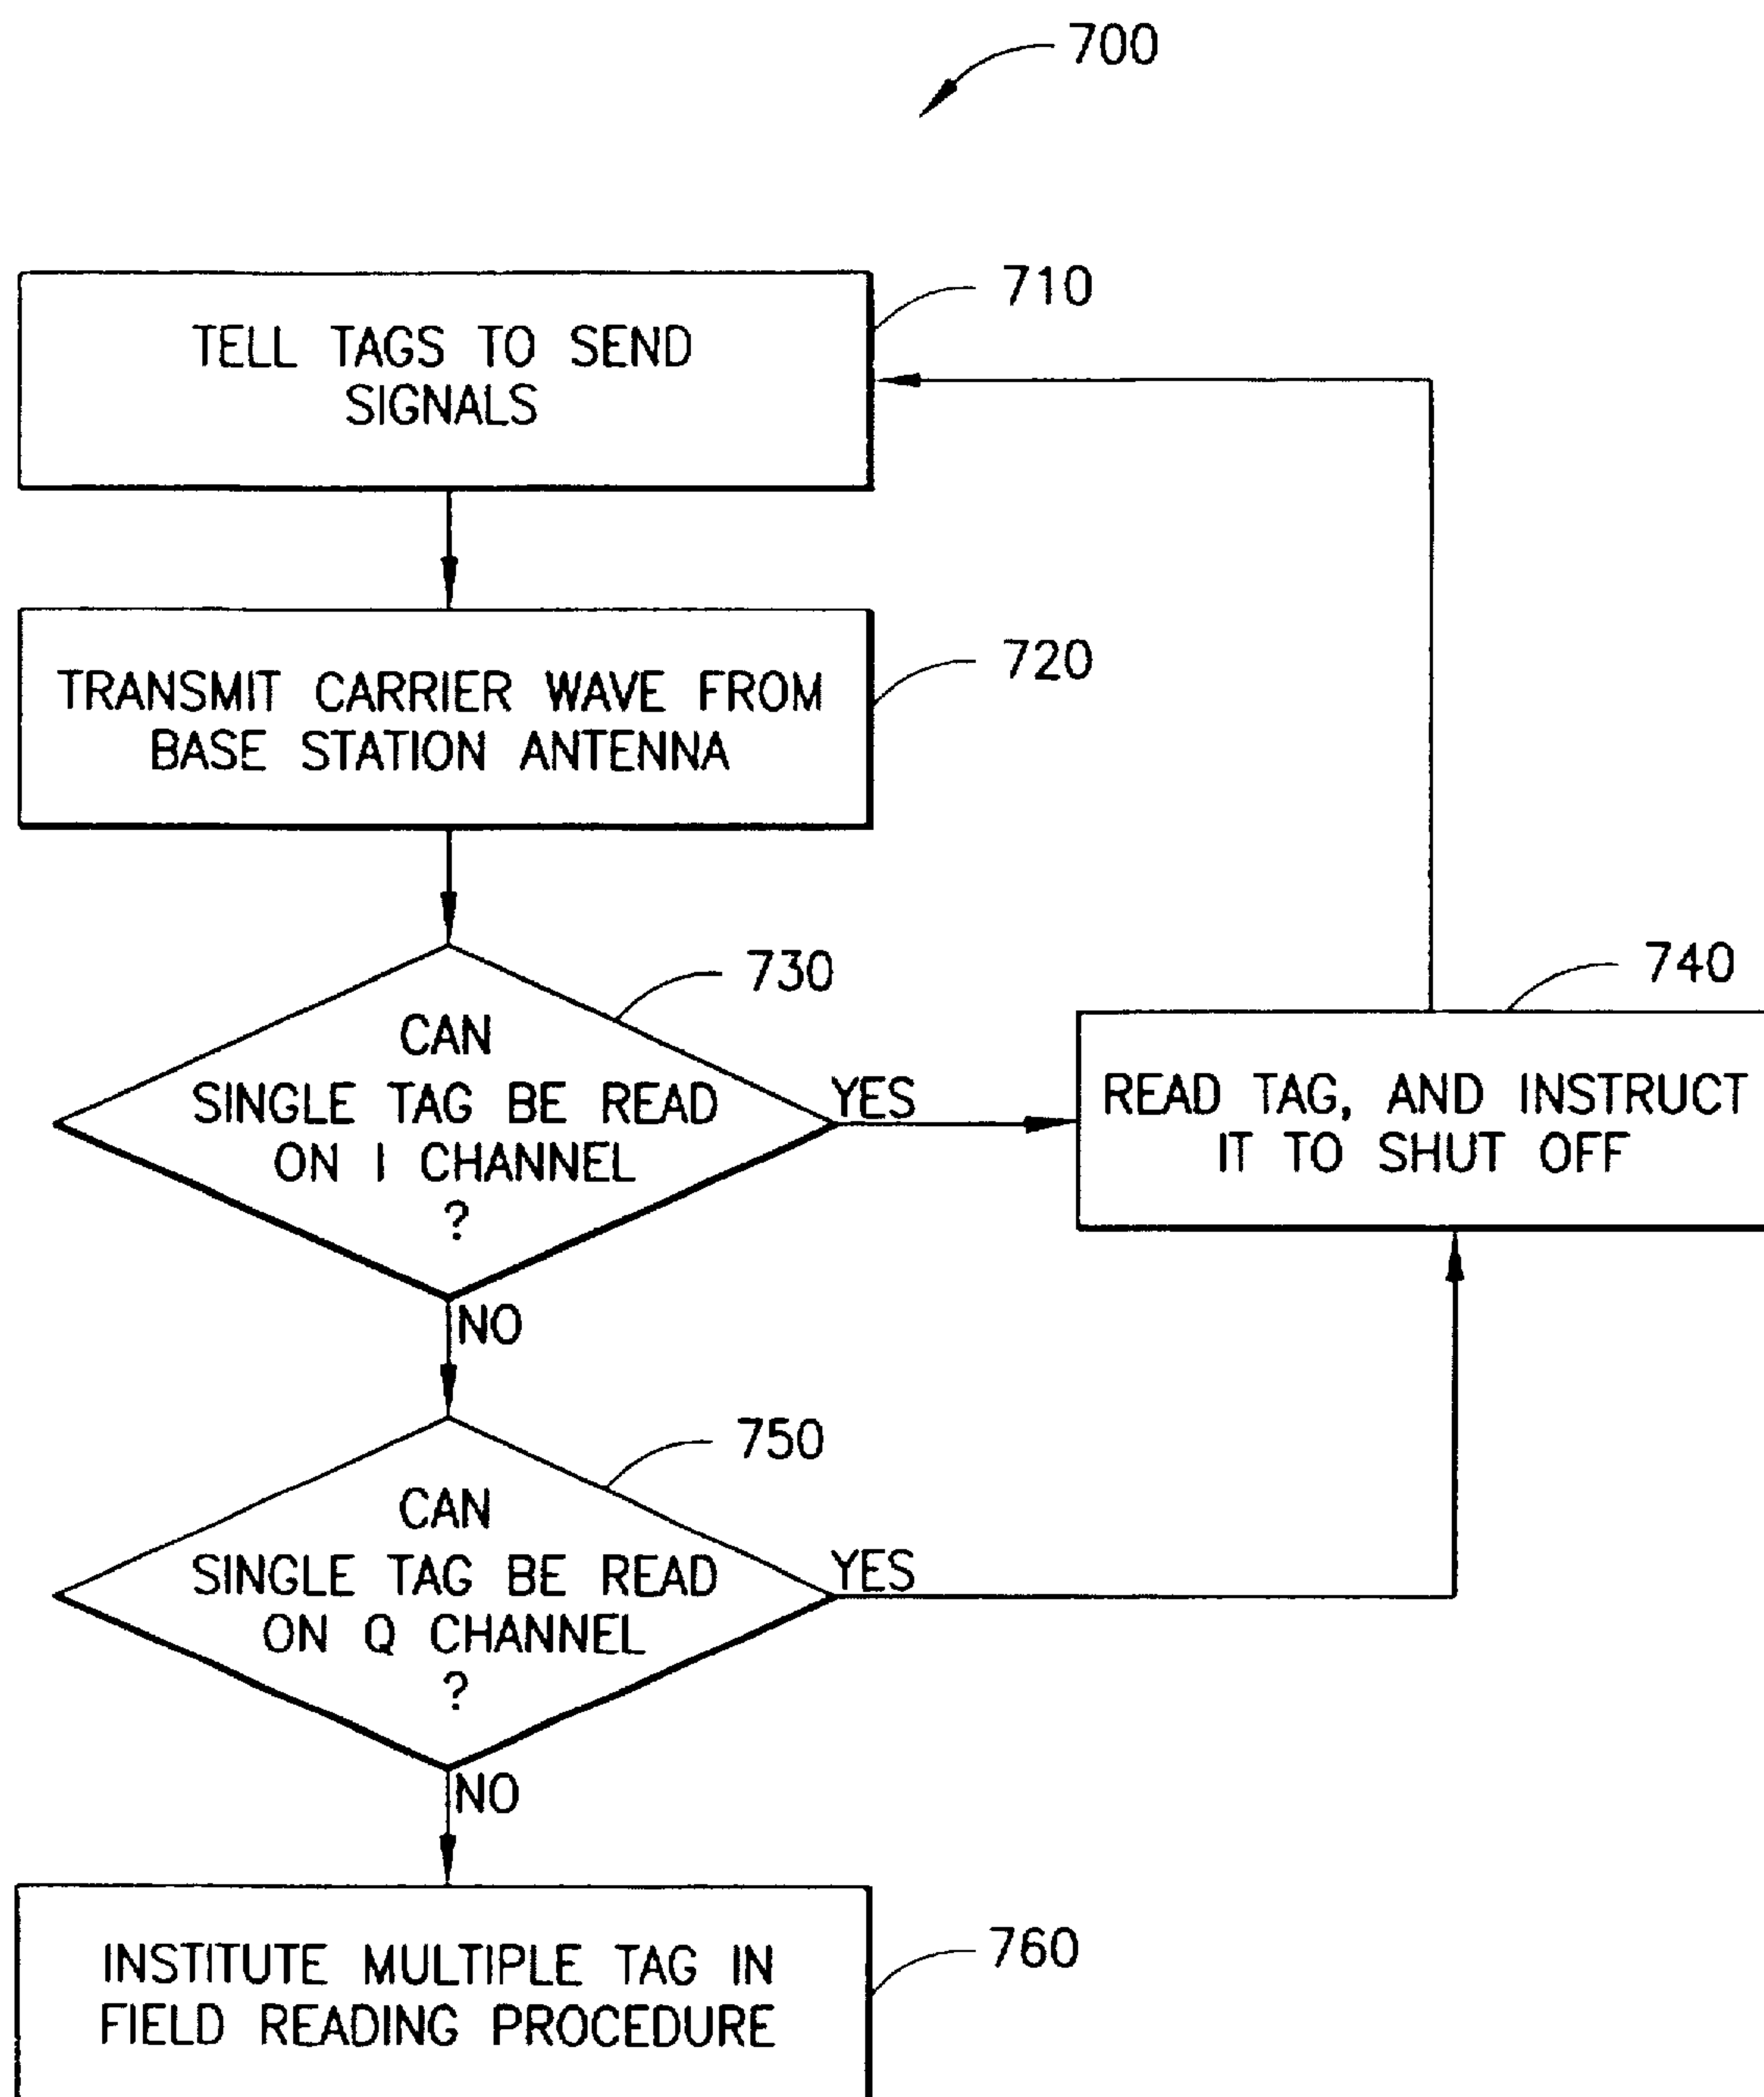 700
710
TELL TAGS TO SEND
SIGNALS
720
TRANSMIT CARRIER WAVE FROM
BASE STATION ANTENNA
730
CAN
SINGLE TAG BE READ
ON I CHANNEL
?
YES
NO
740
READ TAG, AND INSTRUCT
IT TO SHUT OFF
750
CAN
SINGLE TAG BE READ
ON Q CHANNEL
?
YES
NO
760
INSTITUTE MULTIPLE TAG IN
FIELD READING PROCEDURE